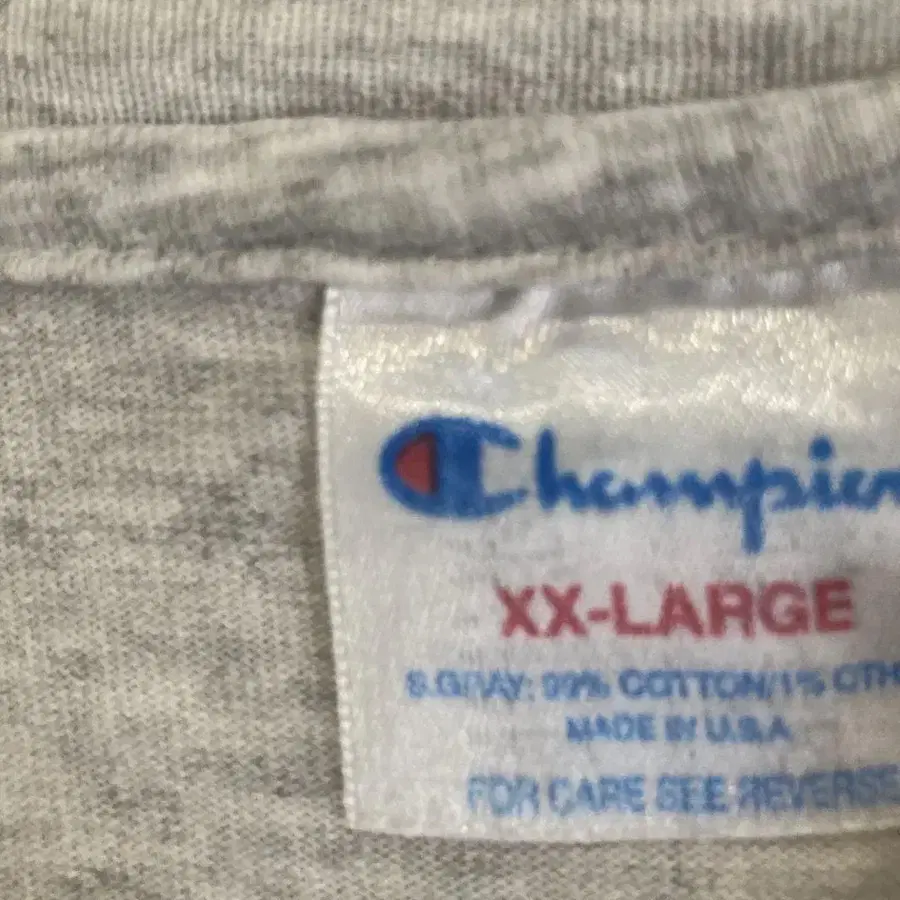 Champion
XX-LARGE
S.GRAY: 99% COTTON/1% OTH
MADE IN U.S.A
FOR CARE SEE REVERSE